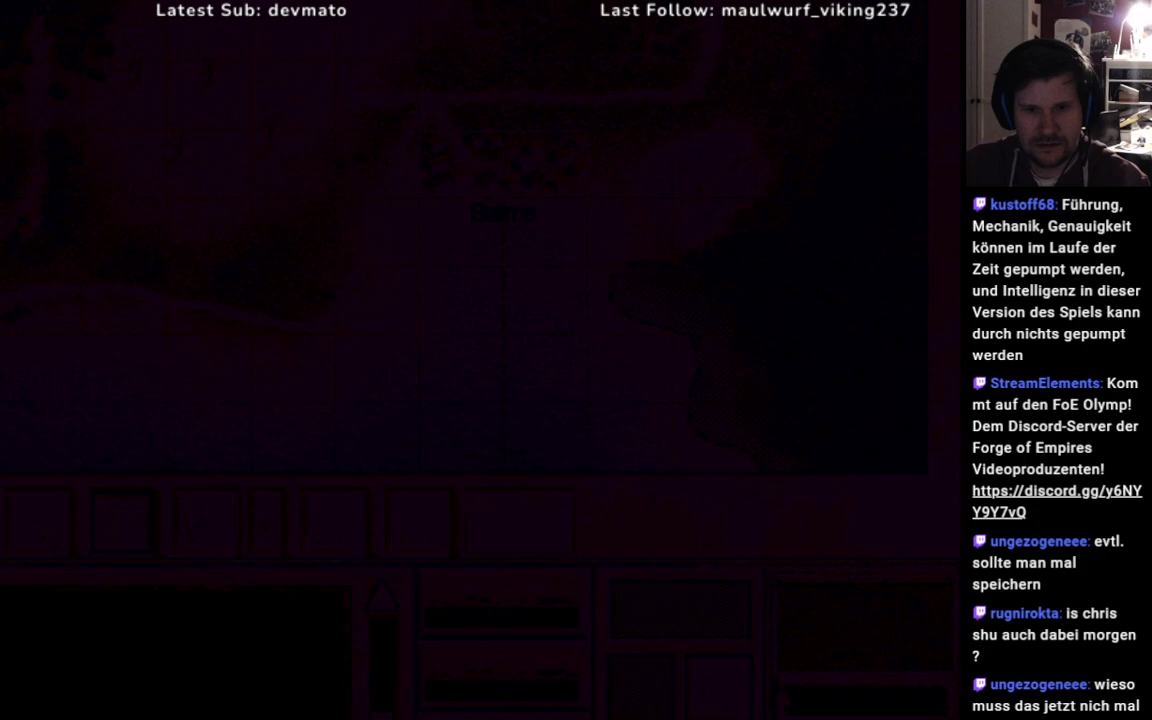 Latest Sub: devmato
Last Follow: maulwurf_viking237
kustoff68: Führung,
Mechanik, Genauigkeit
können im Laufe der
Zeit gepumpt werden,
und Intelligenz in dieser
Version des Spiels kann
durch nichts gepumpt
werden
StreamElements: Kom
mt auf den FoE Olymp!
Dem Discord-Server der
Forge of Empires
Videoproduzenten!
https://discord.gg/y6NY
Y9Y7vQ
ungezogeneee: evtl.
sollte man mal
speichern
rugnirokta: is chris
shu auch dabei morgen
?
ungezogeneee: wieso
muss das jetzt nich mal